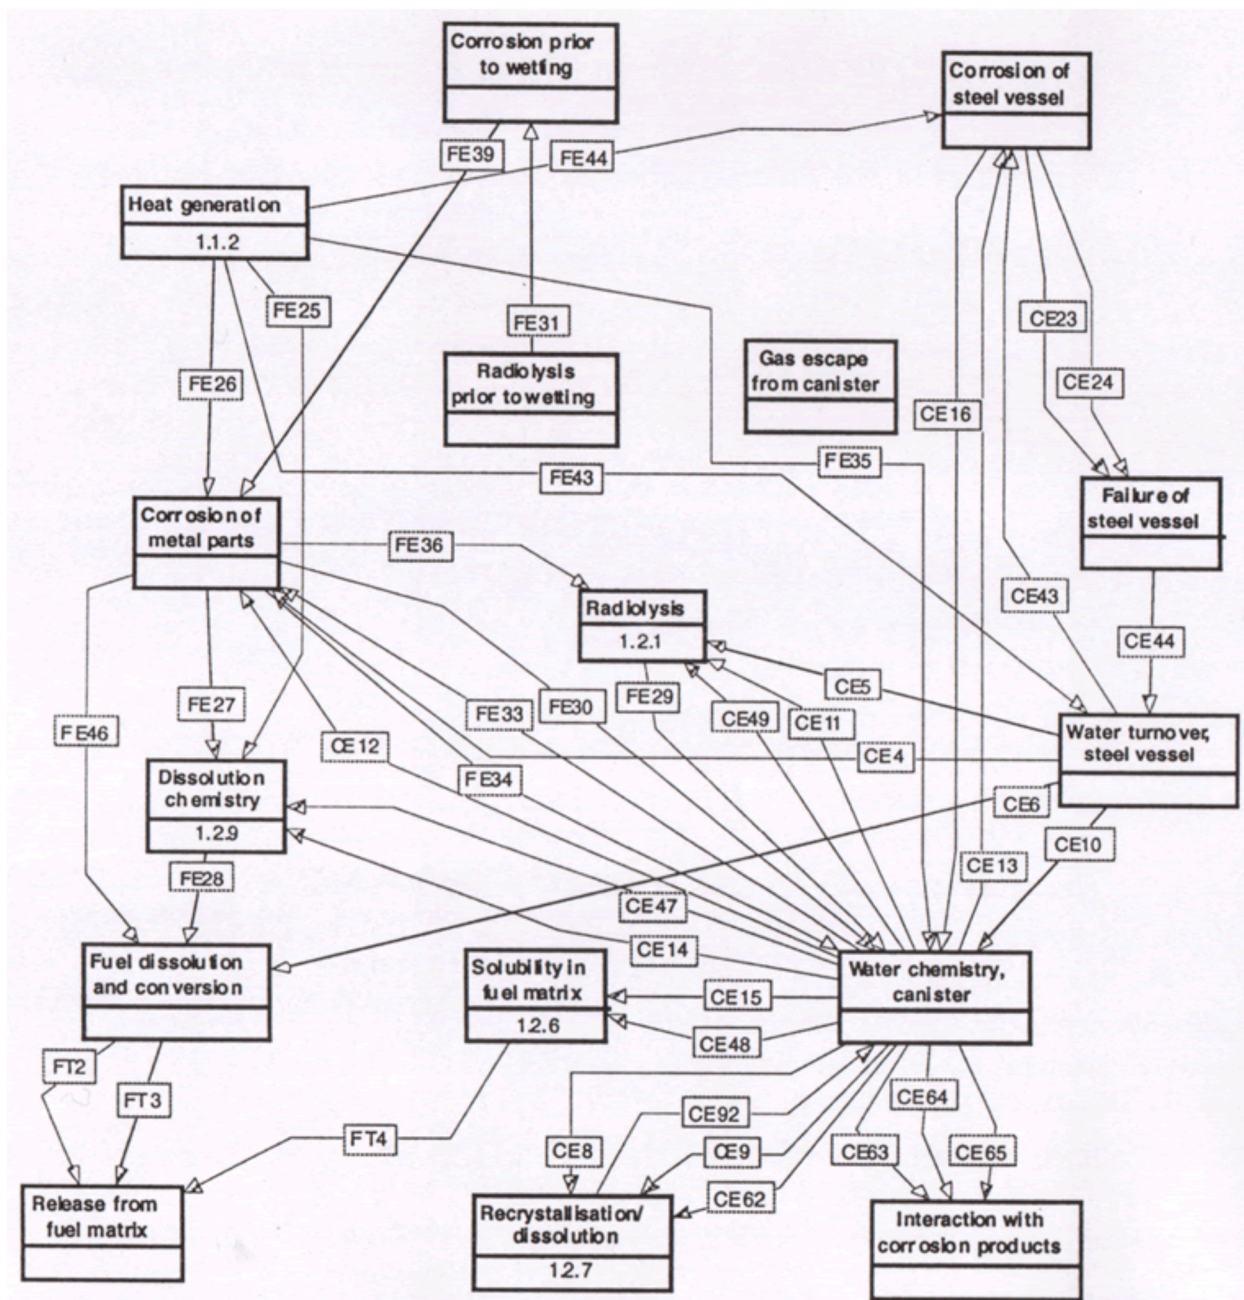 Corrosion prior
to wetting
Corrosion of
steel vessel
FE39
FE44
Heat generation
1.1.2
FE25
FE31
CE23
Radiolysis
prior to wetting
Gas escape
from canister
FE26
CE24
CE16
FE35
FE43
Failure of
steel vessel
Corrosion of
metal parts
FE36
Radiolysis
1.2.1
CE43
CE44
CE5
FE27
FE33
FE30
FE29
CE49
CE11
FE46
CE12
Water turnover,
steel vessel
CE4
Dissolution
chemistry
1.2.9
FE34
CE6
CE10
FE28
CE13
CE47
CE14
Fuel dissolution
and conversion
Solubility in
fuel matrix
1.2.6
Water chemistry,
canister
CE15
CE48
FT2
FT3
CE64
CE92
FT4
CE8
CE9
CE63
CE65
CE62
Release from
fuel matrix
Recrystallisation/
dissolution
1.2.7
Interaction with
corrosion products